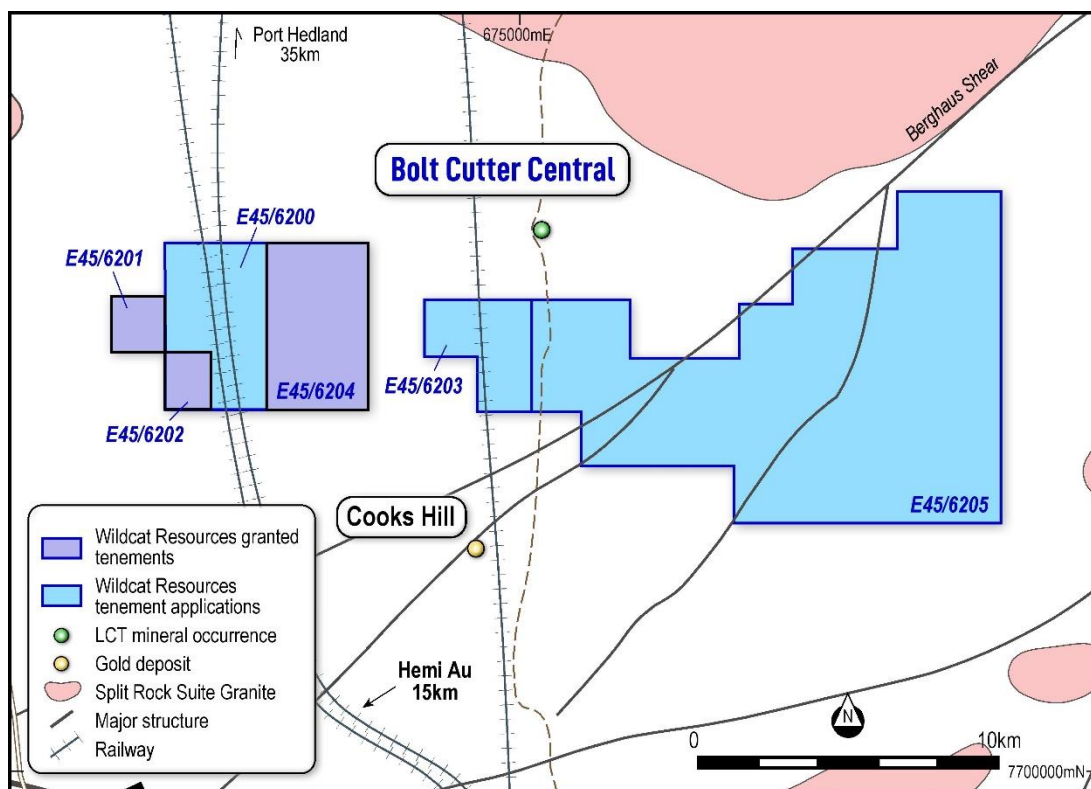 Port Hedland
35km
675000mE
Berghaus Shear
Bolt Cutter Central
E45/6200
E45/6201
E45/6203
E45/6204
E45/6202
E45/6205
Cooks Hill
Wildcat Resources granted
tenements
Wildcat Resources
tenement applications
LCT mineral occurrence
Gold deposit
Split Rock Suite Granite
Major structure
Railway
Hemi Au
15km
N
0
10km
7700000mN